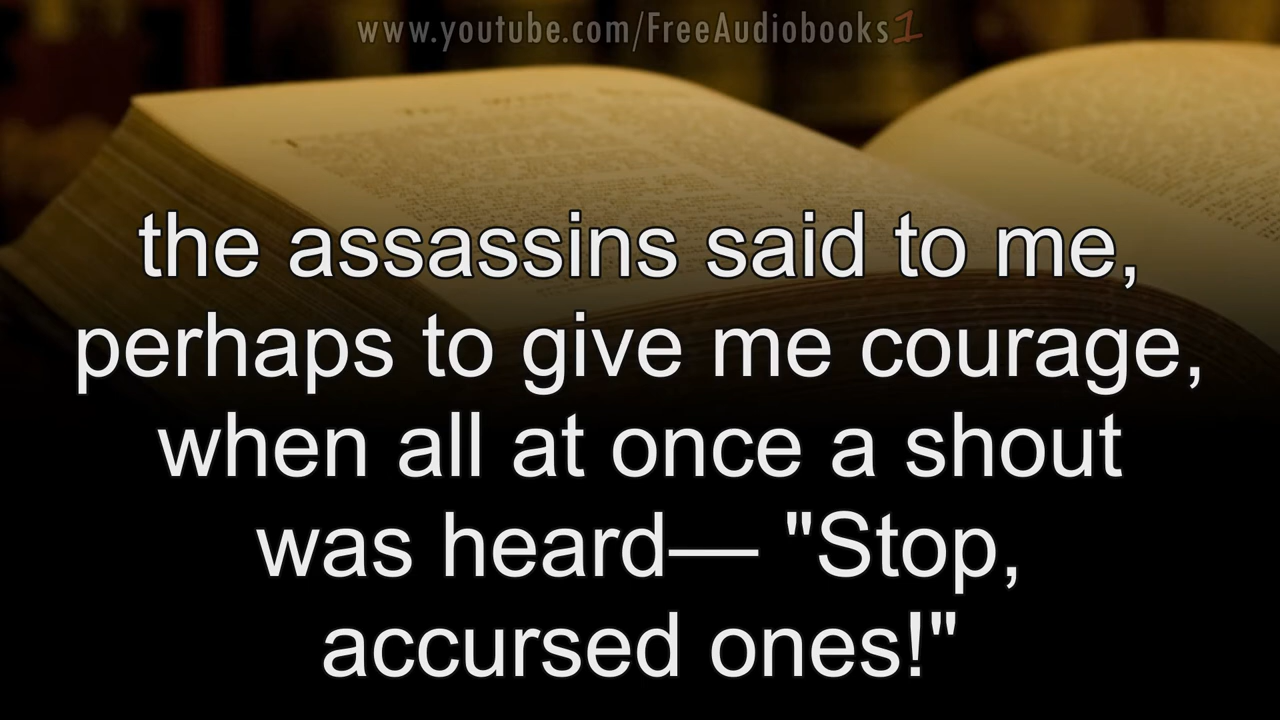 www.youtube.com/FreeAudiobooks1
the assassins said to me,
perhaps to give me courage,
when all at once a shout
was heard— "Stop,
accursed ones!"